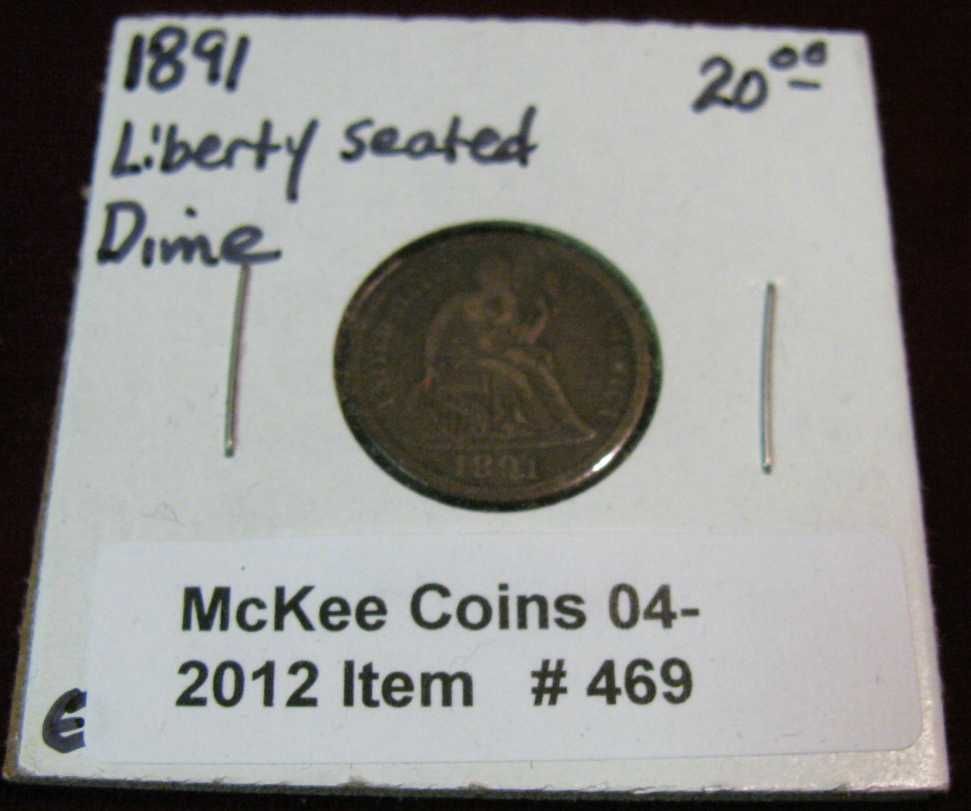 1891
20 00
Liberty seated
Dime
1891
McKee Coins 04-
2012 Item # 469
E